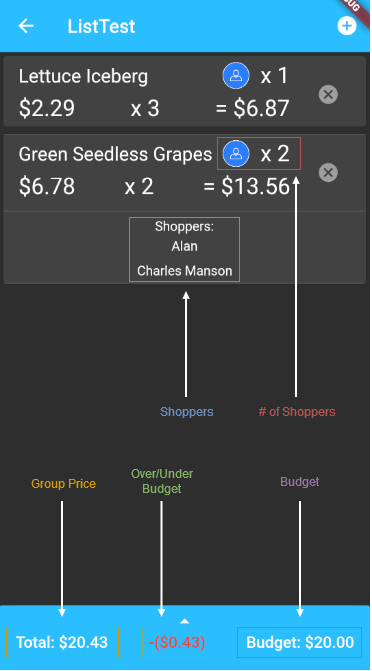 ListTest
UG
Lettuce Iceberg x 1
$2.29 x 3 = $6.87
Green Seedless Grapes x 2
$6.78 x 2 = $13.56
Shoppers:
Alan
Charles Manson
Shoppers # of Shoppers
Group Price Over/Under Budget
Budget
Total: $20.43 -($0.43) Budget: $20.00